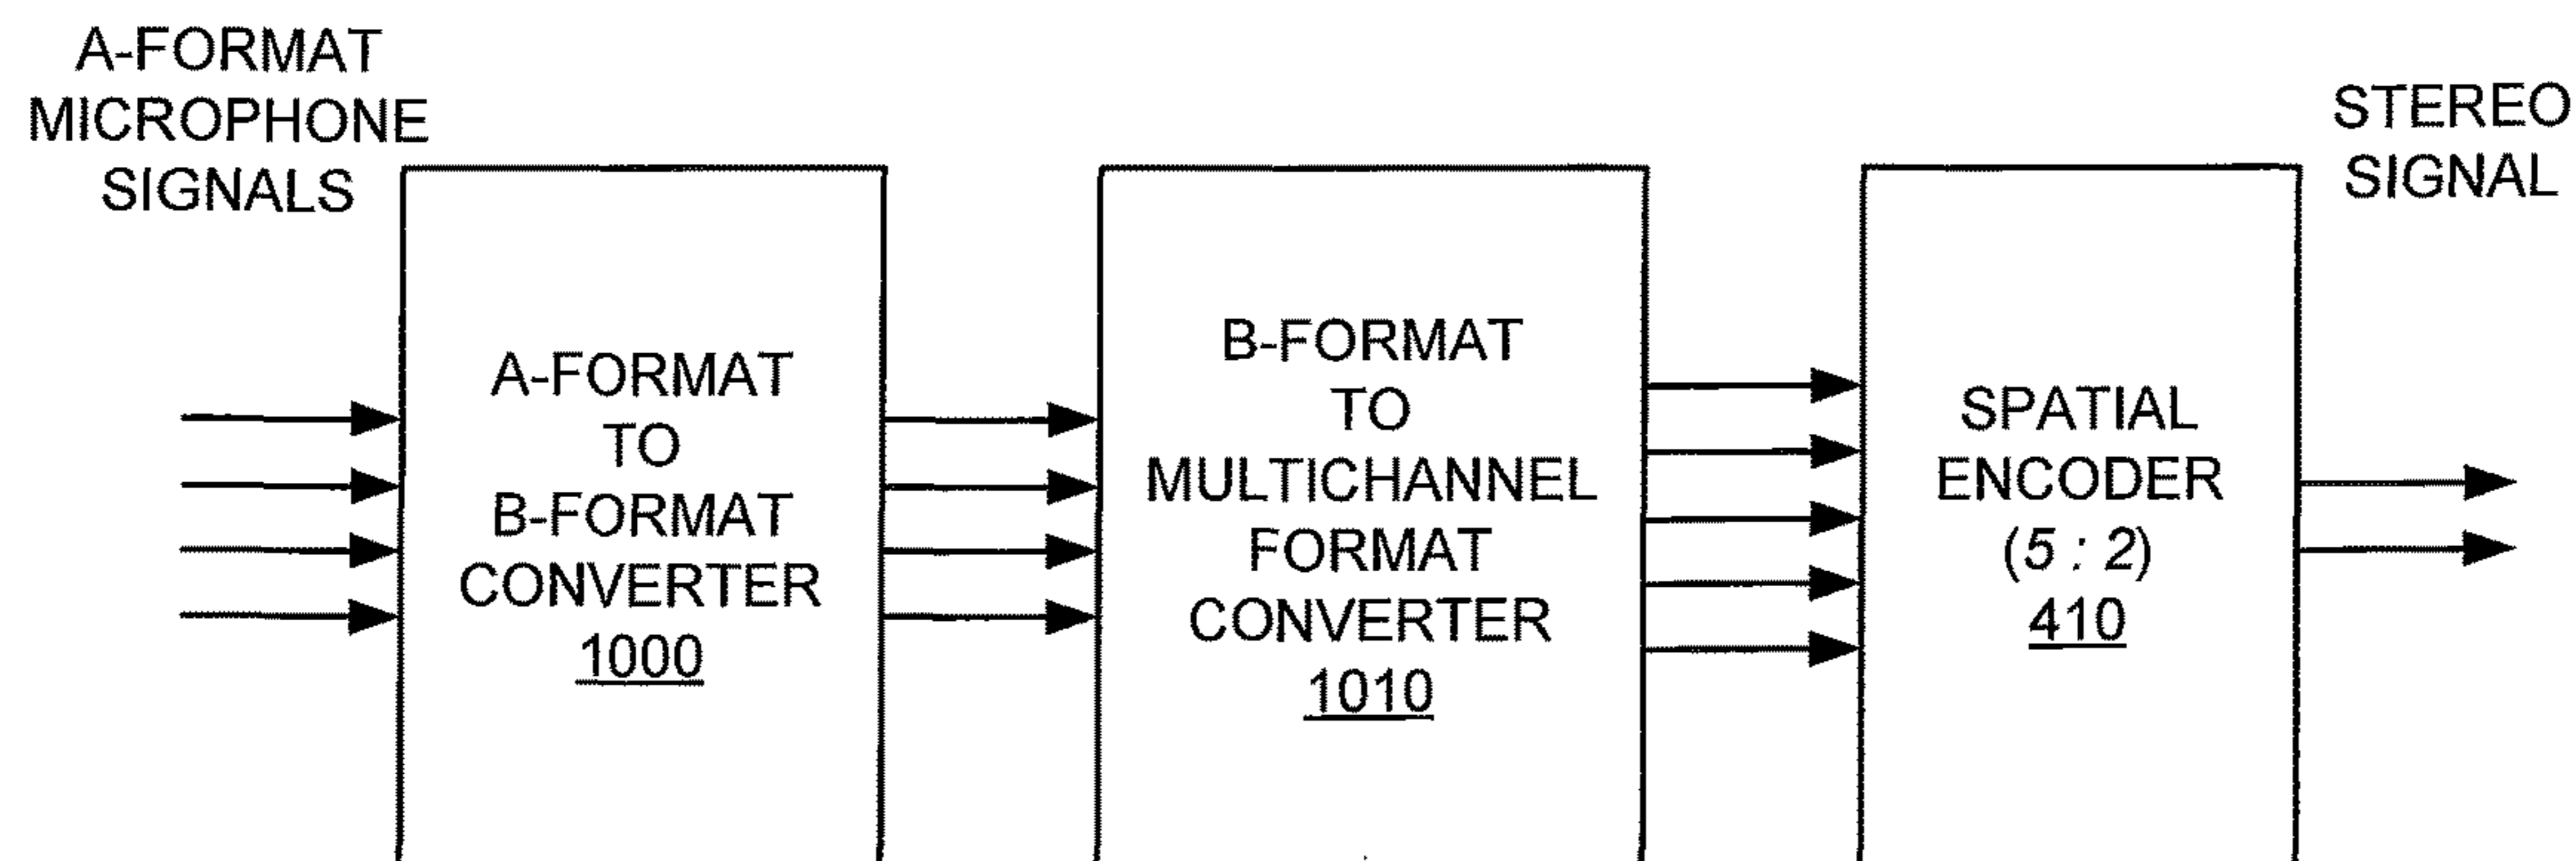 A-FORMAT
MICROPHONE
SIGNALS
A-FORMAT
TO
B-FORMAT
CONVERTER
1000
B-FORMAT
TO
MULTICHANNEL
FORMAT
CONVERTER
1010
SPATIAL
ENCODER
(5 : 2)
410
STEREO
SIGNAL